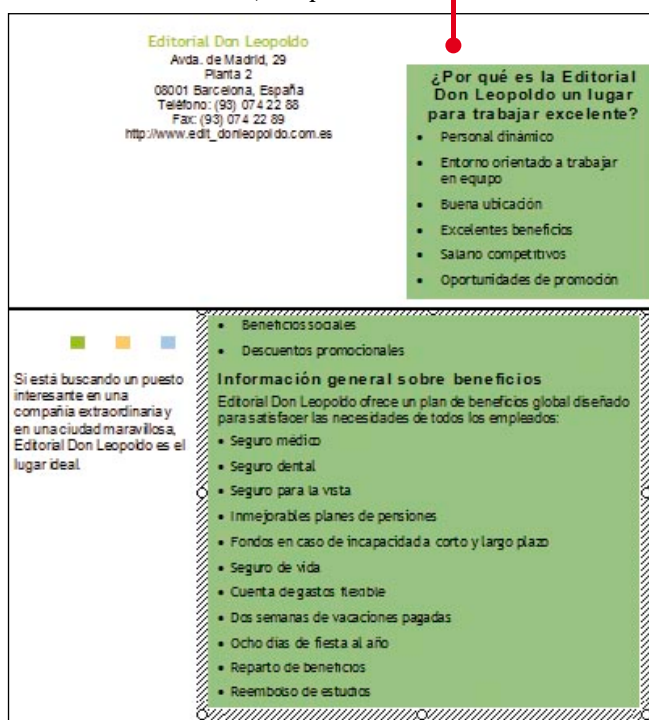 Editorial Don Leopoldo
Avda. de Madrid, 29
Planta 2
08001 Barcelona, España
Teléfono: (93) 074 22 88
Fax: (93) 074 22 89
http://www.edit_donleopoldo.com.es
¿Por qué es la Editorial
Don Leopoldo un lugar
para trabajar excelente?
• Personal dinámico
• Entorno orientado a trabajar
en equipo
• Buena ubicación
• Excelentes beneficios
• Salario competitivos
• Oportunidades de promoción
• Beneficios sociales
• Descuentos promocionales
Si está buscando un puesto
interesante en una
compañía extraordinaria y
en una ciudad maravillosa,
Editorial Don Leopoldo es el
lugar ideal.
Información general sobre beneficios
Editorial Don Leopoldo ofrece un plan de beneficios global diseñado
para satisfacer las necesidades de todos los empleados:
• Seguro médico
• Seguro dental
• Seguro para la vista
• Inmejorables planes de pensiones
• Fondos en caso de incapacidad a corto y largo plazo
• Seguro de vida
• Cuenta de gastos flexible
• Dos semanas de vacaciones pagadas
• Ocho días de fiesta al año
• Reparto de beneficios
• Reembolso de estudios